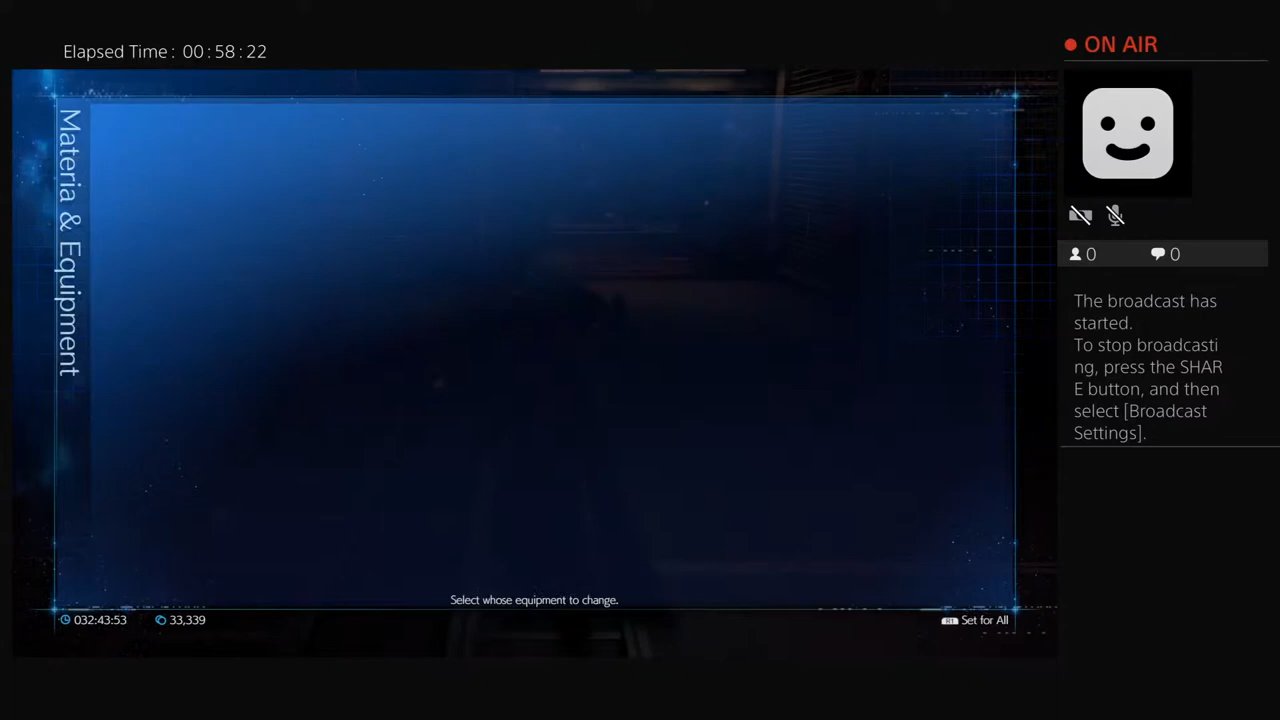 Elapsed Time: 00:58:22
ON AIR
Materia & Equipment
0
0
The broadcast has
started.
To stop broadcasti
ng, press the SHAR
E button, and then
select [Broadcast
Settings].
Select whose equipment to change.
032:43:53
33,339
R1 Set for All